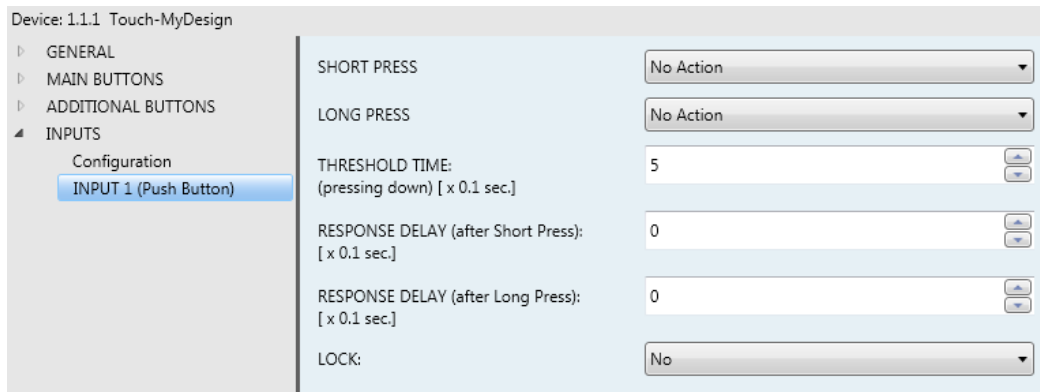 Device: 1.1.1 Touch-MyDesign
GENERAL
MAIN BUTTONS
ADDITIONAL BUTTONS
INPUTS
Configuration
INPUT 1 (Push Button)
SHORT PRESS
No Action
LONG PRESS
No Action
THRESHOLD TIME:
(pressing down) [ x 0.1 sec.]
5
RESPONSE DELAY (after Short Press):
[ x 0.1 sec.]
0
RESPONSE DELAY (after Long Press):
[ x 0.1 sec.]
0
LOCK:
No